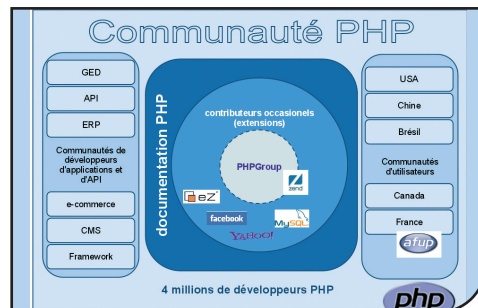 Communauté PHP
GED
API
ERP
Communautés de
développeurs
d'applications et
d'API
e-commerce
CMS
Framework
documentation PHP
contributeurs occasionels
(extensions)
PHPGroup
zend
eZ
facebook
MySQL
YAHOO!
4 millions de développeurs PHP
USA
Chine
Brésil
Communautés
d'utilisateurs
Canada
France
afup
php